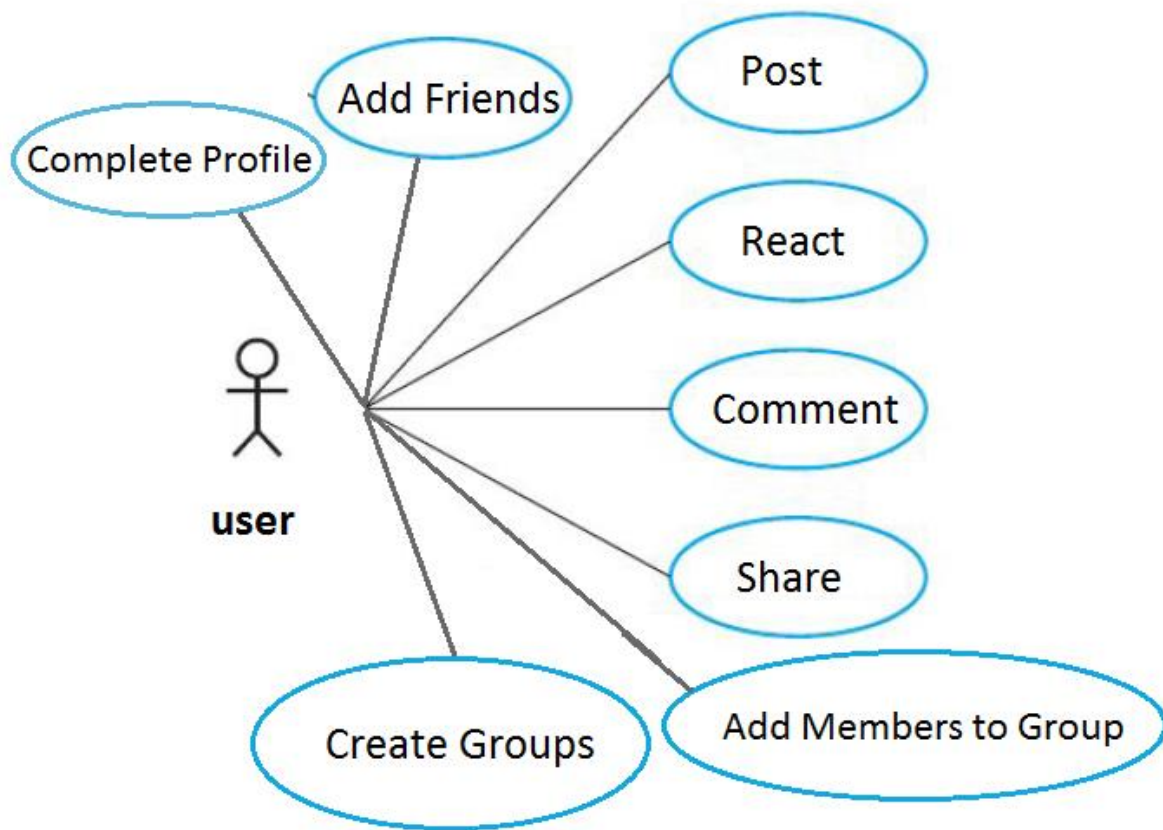 Post
Add Friends
Complete Profile
React
Comment
user
Share
Create Groups
Add Members to Group